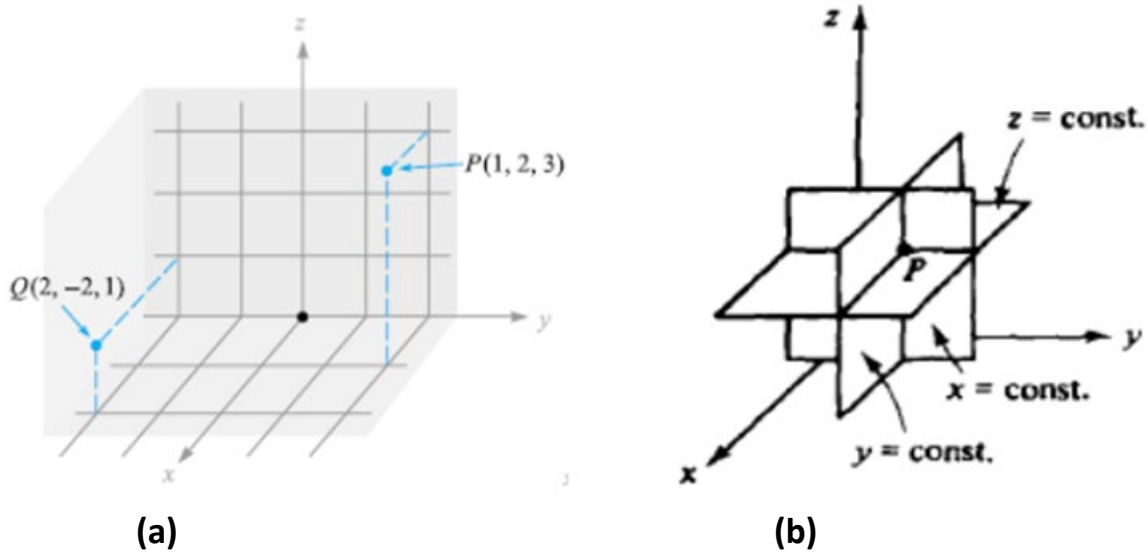 z
P(1, 2, 3)
Q(2, −2, 1)
y
x
(a)
z
z = const.
P
y
x = const.
y = const.
x
(b)